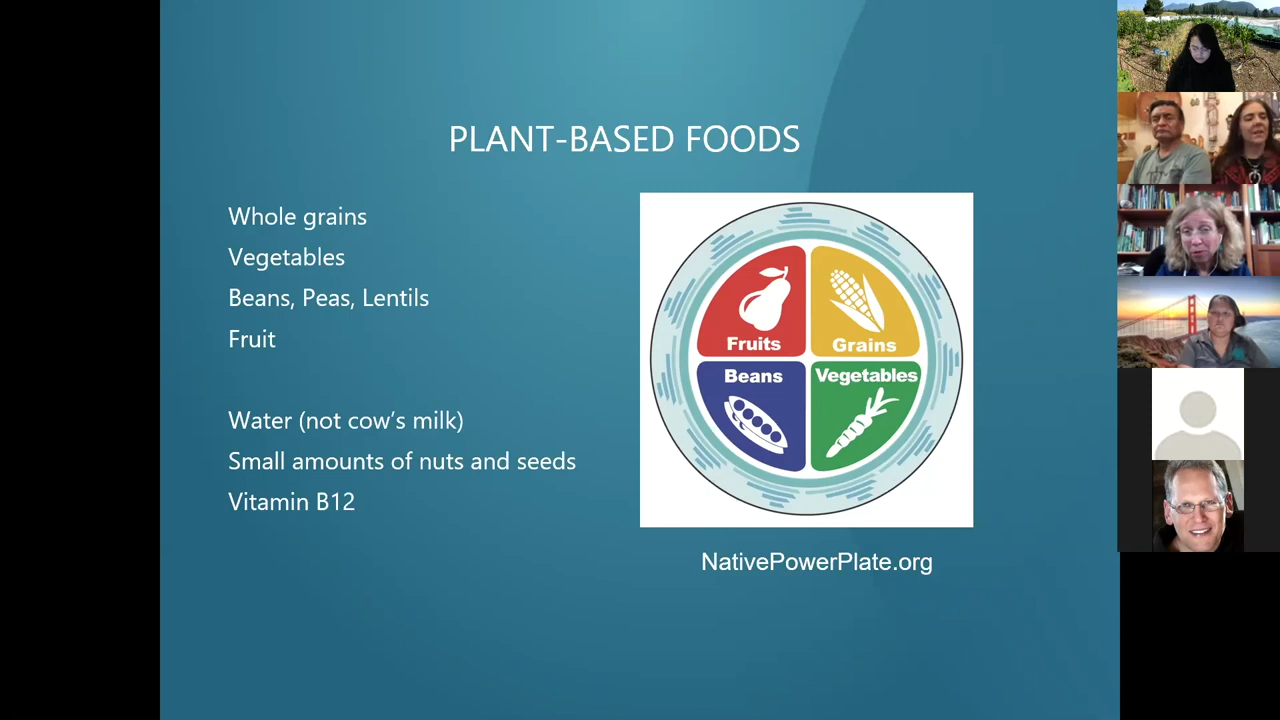 PLANT-BASED FOODS
Whole grains
Vegetables
Beans, Peas, Lentils
Fruit
Water (not cow’s milk)
Small amounts of nuts and seeds
Vitamin B12
Fruits
Grains
Beans
Vegetables
NativePowerPlate.org